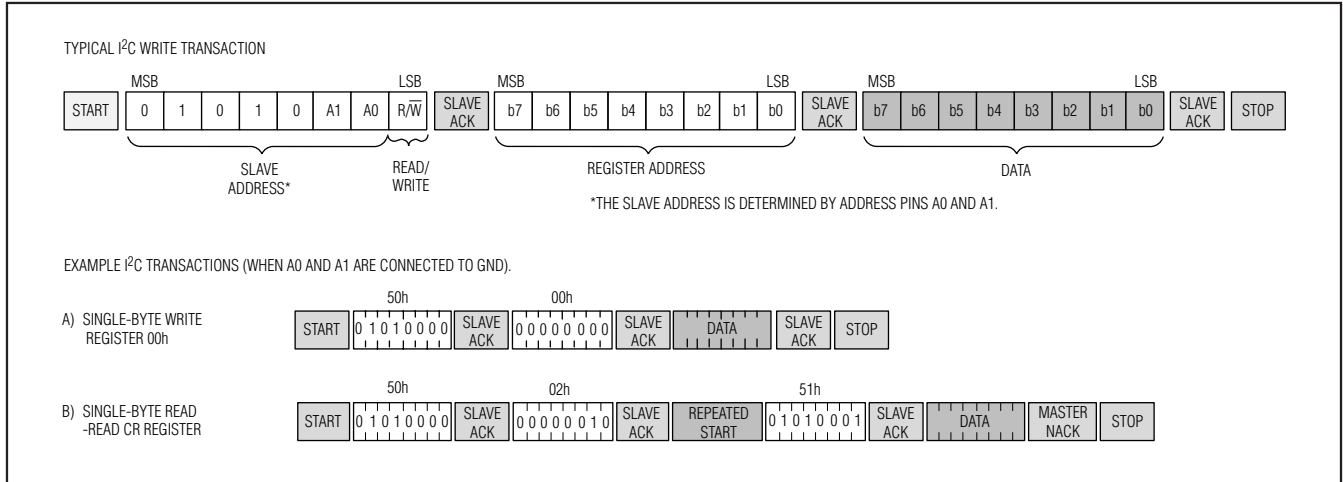 TYPICAL I²C WRITE TRANSACTION
MSB LSB MSB LSB MSB LSB
START 0 1 0 1 0 A1 A0 R/W̅ SLAVE ACK b7 b6 b5 b4 b3 b2 b1 b0 SLAVE ACK b7 b6 b5 b4 b3 b2 b1 b0 SLAVE ACK STOP
SLAVE ADDRESS* READ/WRITE REGISTER ADDRESS DATA
*THE SLAVE ADDRESS IS DETERMINED BY ADDRESS PINS A0 AND A1.
EXAMPLE I²C TRANSACTIONS (WHEN A0 AND A1 ARE CONNECTED TO GND).
50h 00h
A) SINGLE-BYTE WRITE
REGISTER 00h
START 0 1 0 1 0 0 0 0 SLAVE ACK 0 0 0 0 0 0 0 0 SLAVE ACK DATA SLAVE ACK STOP
50h 02h 51h
B) SINGLE-BYTE READ
-READ CR REGISTER
START 0 1 0 1 0 0 0 0 SLAVE ACK 0 0 0 0 0 0 1 0 SLAVE ACK REPEATED START 0 1 0 1 0 0 0 1 SLAVE ACK DATA MASTER NACK STOP